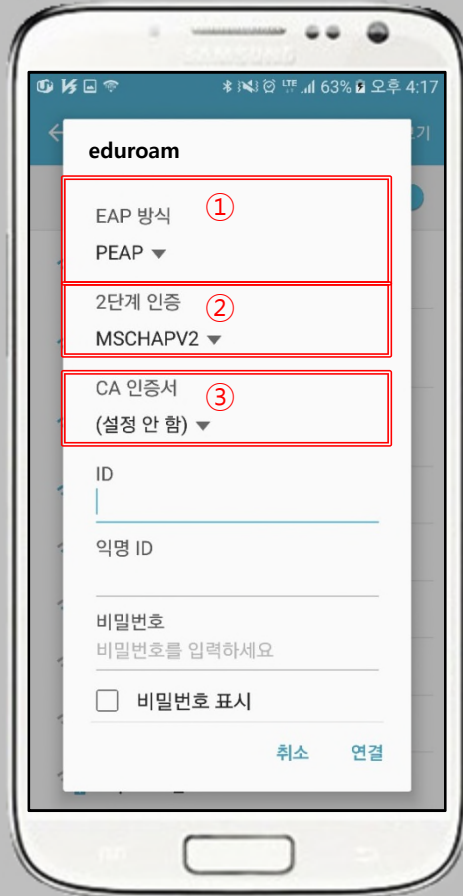 SAMSUNG
LTE 63% 오후 4:17
eduroam
EAP 방식 ①
PEAP
2단계 인증 ②
MSCHAPV2
CA 인증서 ③
(설정 안 함)
ID
익명 ID
비밀번호
비밀번호를 입력하세요
비밀번호 표시
취소 연결